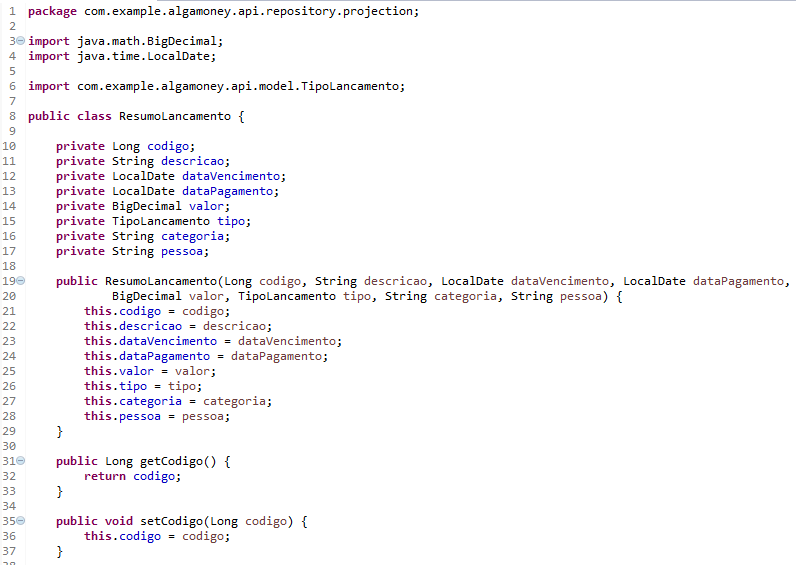 1 package com.example.algamoney.api.repository.projection;
2
3 import java.math.BigDecimal;
4 import java.time.LocalDate;
5
6 import com.example.algamoney.api.model.TipoLancamento;
7
8 public class ResumoLancamento {
9
10     private Long codigo;
11     private String descricao;
12     private LocalDate dataVencimento;
13     private LocalDate dataPagamento;
14     private BigDecimal valor;
15     private TipoLancamento tipo;
16     private String categoria;
17     private String pessoa;
18
19     public ResumoLancamento(Long codigo, String descricao, LocalDate dataVencimento, LocalDate dataPagamento,
20             BigDecimal valor, TipoLancamento tipo, String categoria, String pessoa) {
21         this.codigo = codigo;
22         this.descricao = descricao;
23         this.dataVencimento = dataVencimento;
24         this.dataPagamento = dataPagamento;
25         this.valor = valor;
26         this.tipo = tipo;
27         this.categoria = categoria;
28         this.pessoa = pessoa;
29     }
30
31     public Long getCodigo() {
32         return codigo;
33     }
34
35     public void setCodigo(Long codigo) {
36         this.codigo = codigo;
37     }